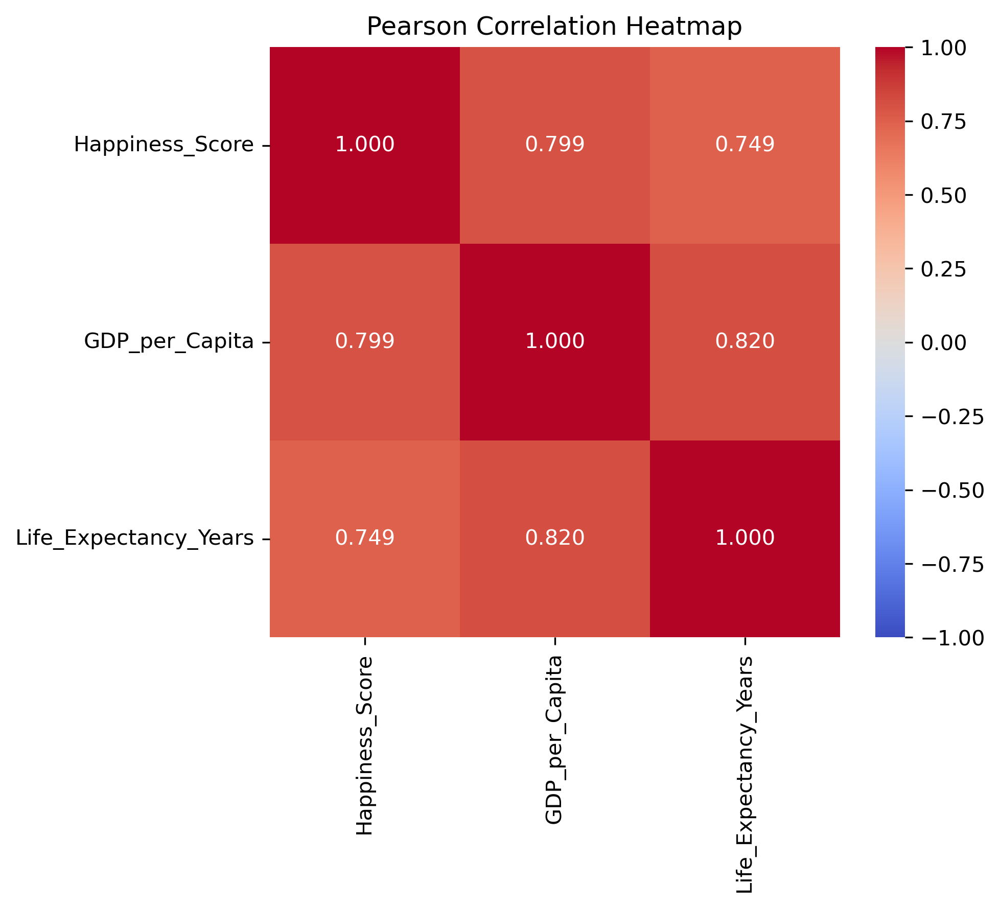 Pearson Correlation Heatmap
Happiness_Score 1.000 0.799 0.749
GDP_per_Capita 0.799 1.000 0.820
Life_Expectancy_Years 0.749 0.820 1.000
Happiness_Score
GDP_per_Capita
Life_Expectancy_Years
1.00
0.75
0.50
0.25
0.00
−0.25
−0.50
−0.75
−1.00